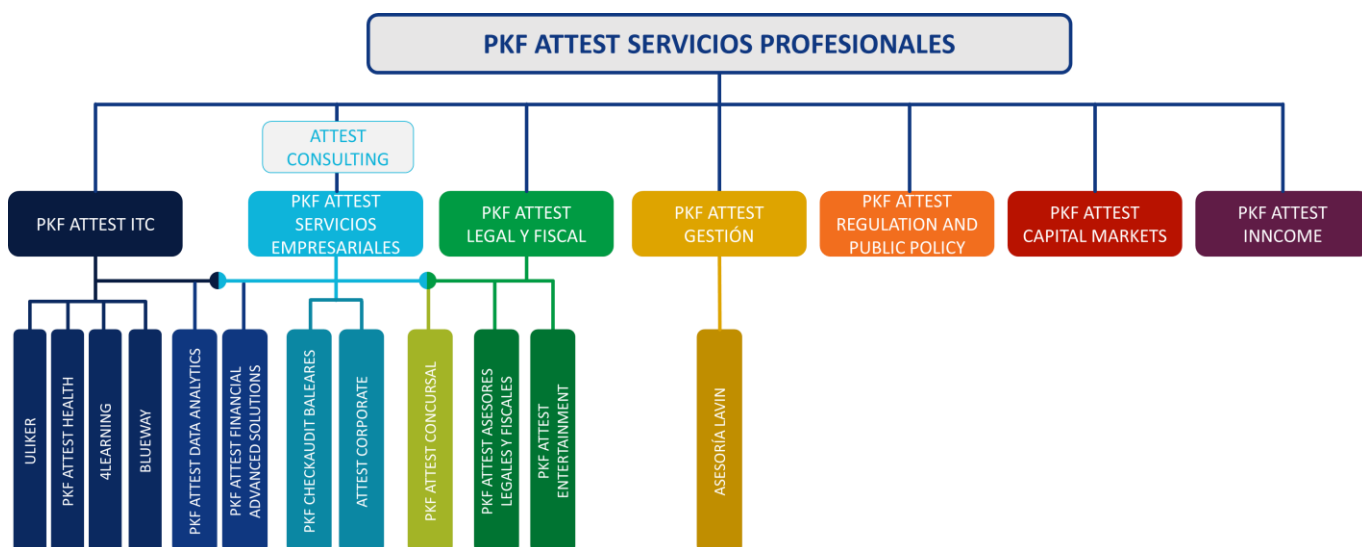 PKF ATTEST SERVICIOS PROFESIONALES
ATTEST
CONSULTING
PKF ATTEST ITC
PKF ATTEST
SERVICIOS
EMPRESARIALES
PKF ATTEST
LEGAL Y FISCAL
PKF ATTEST
GESTIÓN
PKF ATTEST
REGULATION AND
PUBLIC POLICY
PKF ATTEST
CAPITAL MARKETS
PKF ATTEST
INNCOME
ULIKER
PKF ATTEST HEALTH
4LEARNING
BLUEWAY
PKF ATTEST DATA ANALYTICS
PKF ATTEST FINANCIAL
ADVANCED SOLUTIONS
PKF CHECKAUDIT BALEARES
ATTEST CORPORATE
PKF ATTEST CONCURSAL
PKF ATTEST ASESORES
LEGALES Y FISCALES
PKF ATTEST
ENTERTAINMENT
ASESORÍA LAVIN